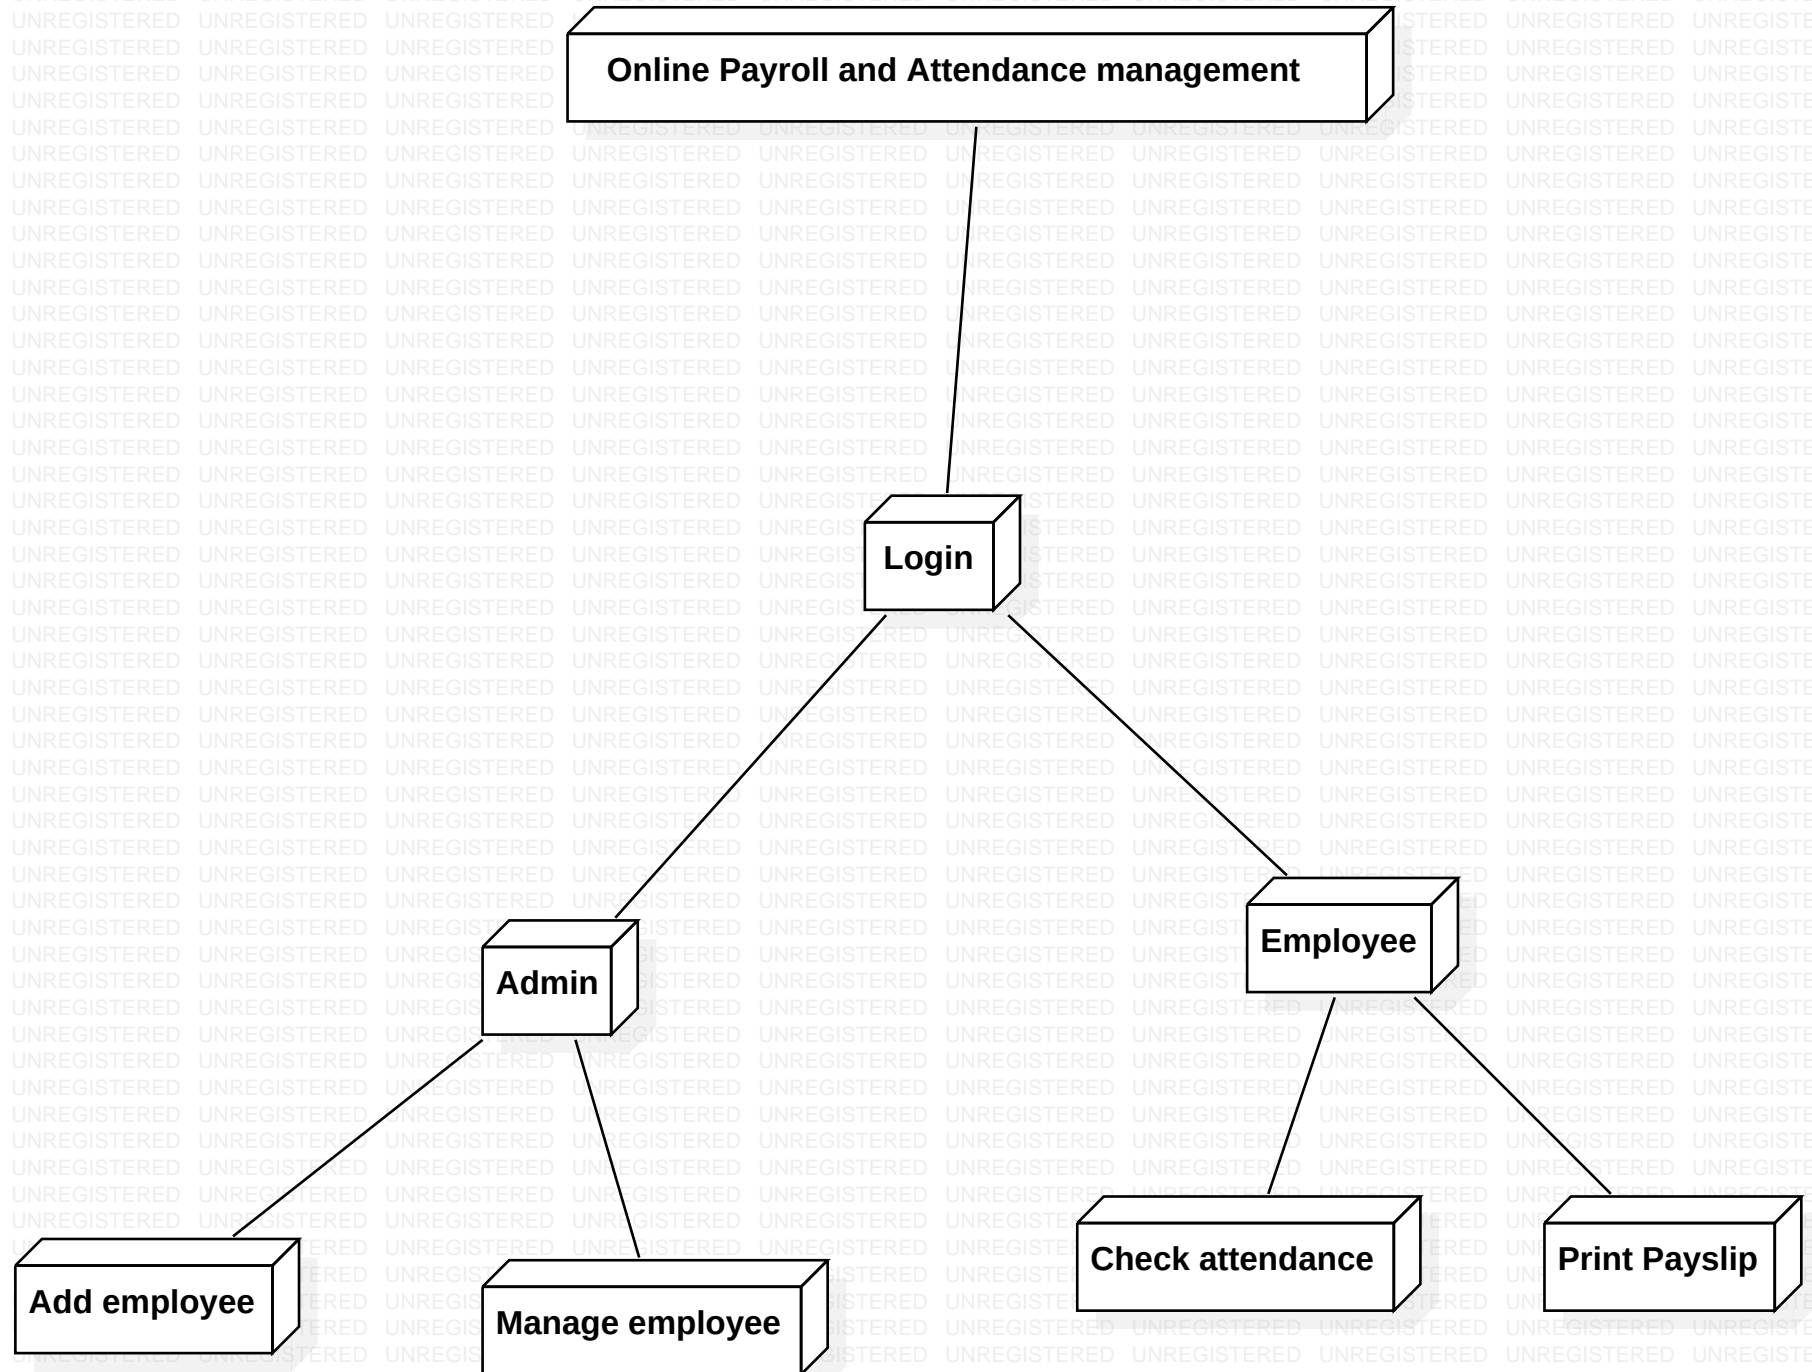 Online Payroll and Attendance management
Login
Admin
Employee
Add employee
Manage employee
Check attendance
Print Payslip
UNREGISTERED